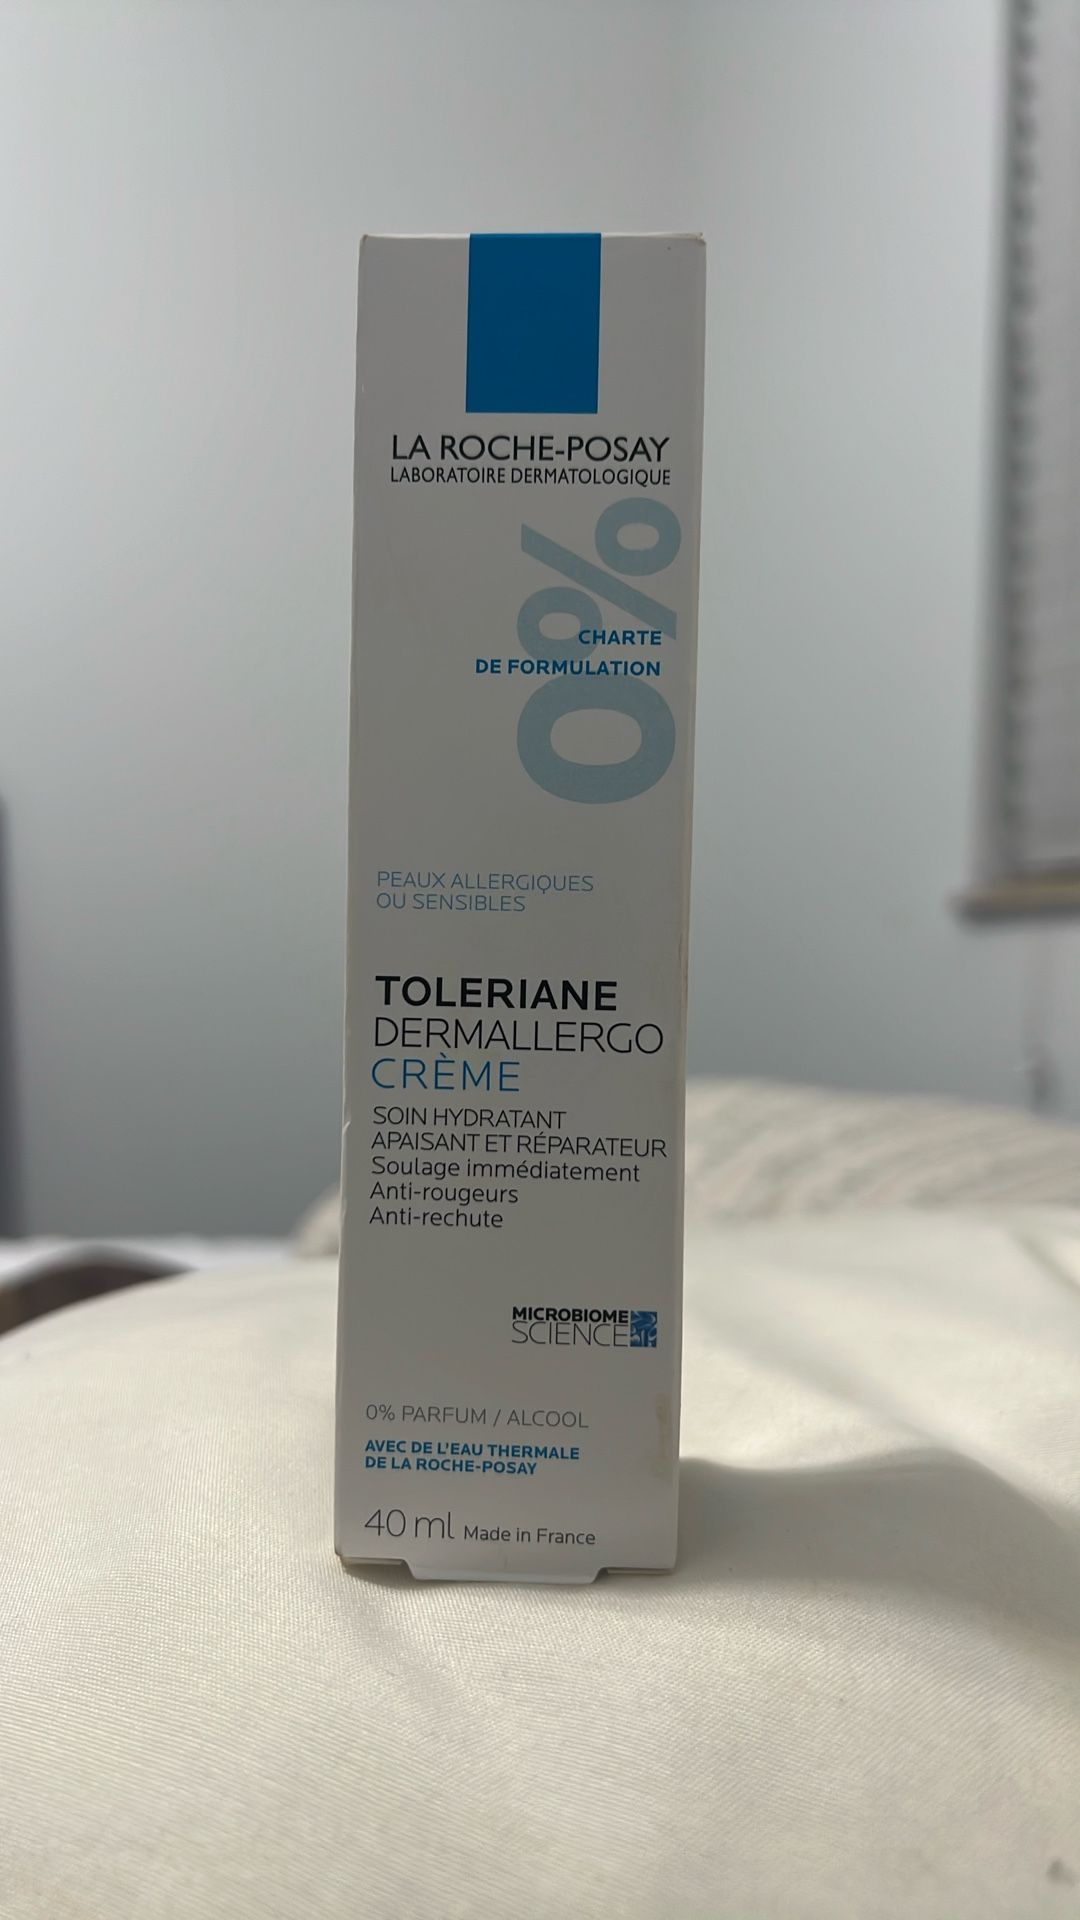 LA ROCHE-POSAY
LABORATOIRE DERMATOLOGIQUE
0%
CHARTE
DE FORMULATION
PEAUX ALLERGIQUES
OU SENSIBLES
TOLERIANE
DERMALLERGO
CRÈME
SOIN HYDRATANT
APAISANT ET RÉPARATEUR
Soulage immédiatement
Anti-rougeurs
Anti-rechute
MICROBIOME
SCIENCE
0% PARFUM / ALCOOL
AVEC DE L'EAU THERMALE
DE LA ROCHE-POSAY
40 ml Made in France